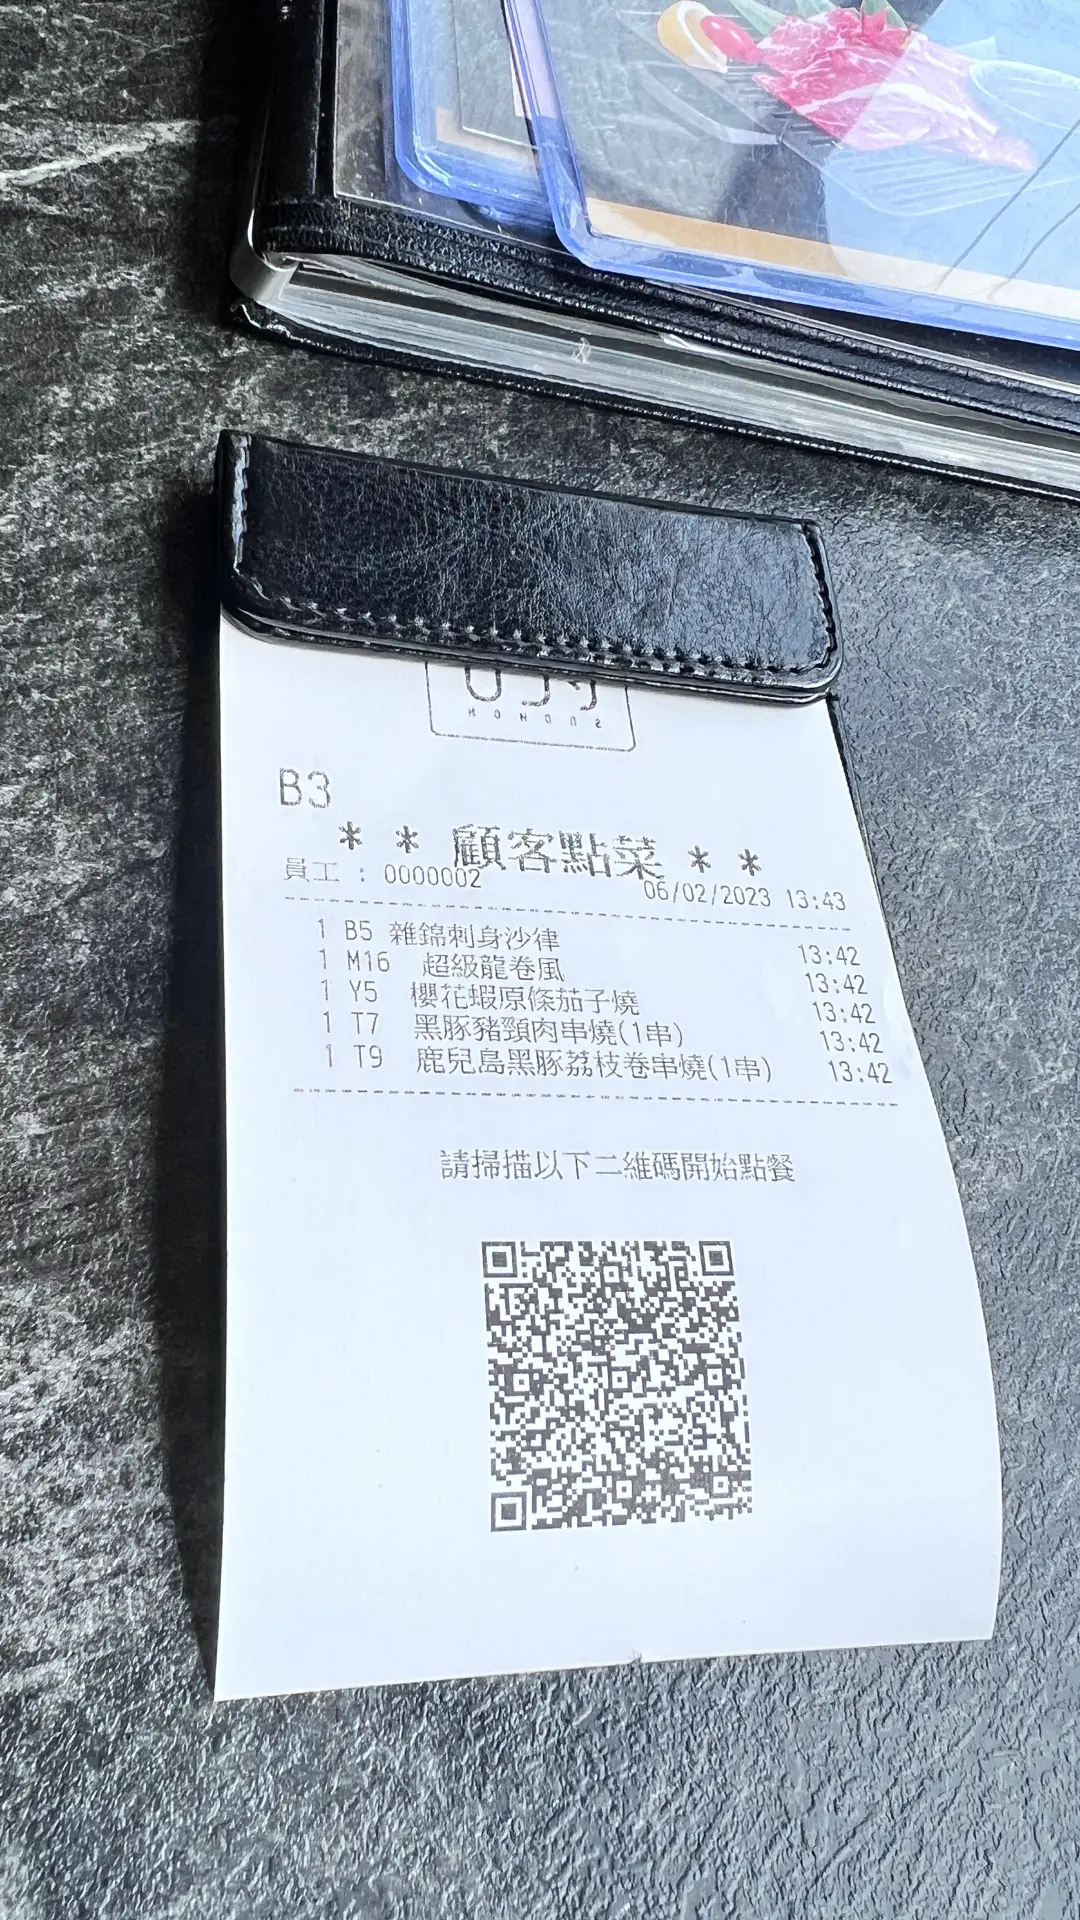 B3
＊ ＊ 顧客點菜 ＊ ＊
員工 : 0000002 06/02/2023 13:43
1 B5 雜錦刺身沙律 13:42
1 M16 超級龍卷風 13:42
1 Y5 櫻花蝦原條茄子燒 13:42
1 T7 黑豚豬頸肉串燒(1串) 13:42
1 T9 鹿兒島黑豚荔枝卷串燒(1串) 13:42
請掃描以下二維碼開始點餐